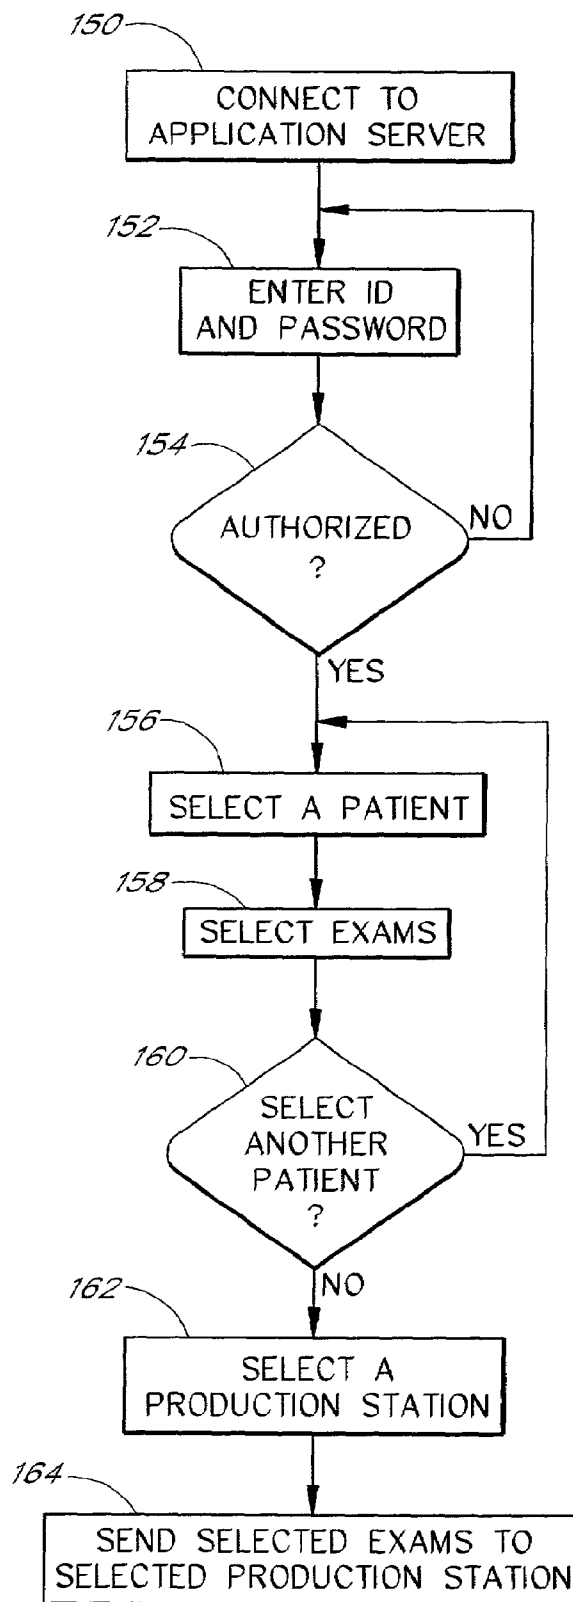 150
CONNECT TO
APPLICATION SERVER
152
ENTER ID
AND PASSWORD
154
AUTHORIZED
?
NO
YES
156
SELECT A PATIENT
158
SELECT EXAMS
160
SELECT
ANOTHER
PATIENT
?
YES
NO
162
SELECT A
PRODUCTION STATION
164
SEND SELECTED EXAMS TO
SELECTED PRODUCTION STATION